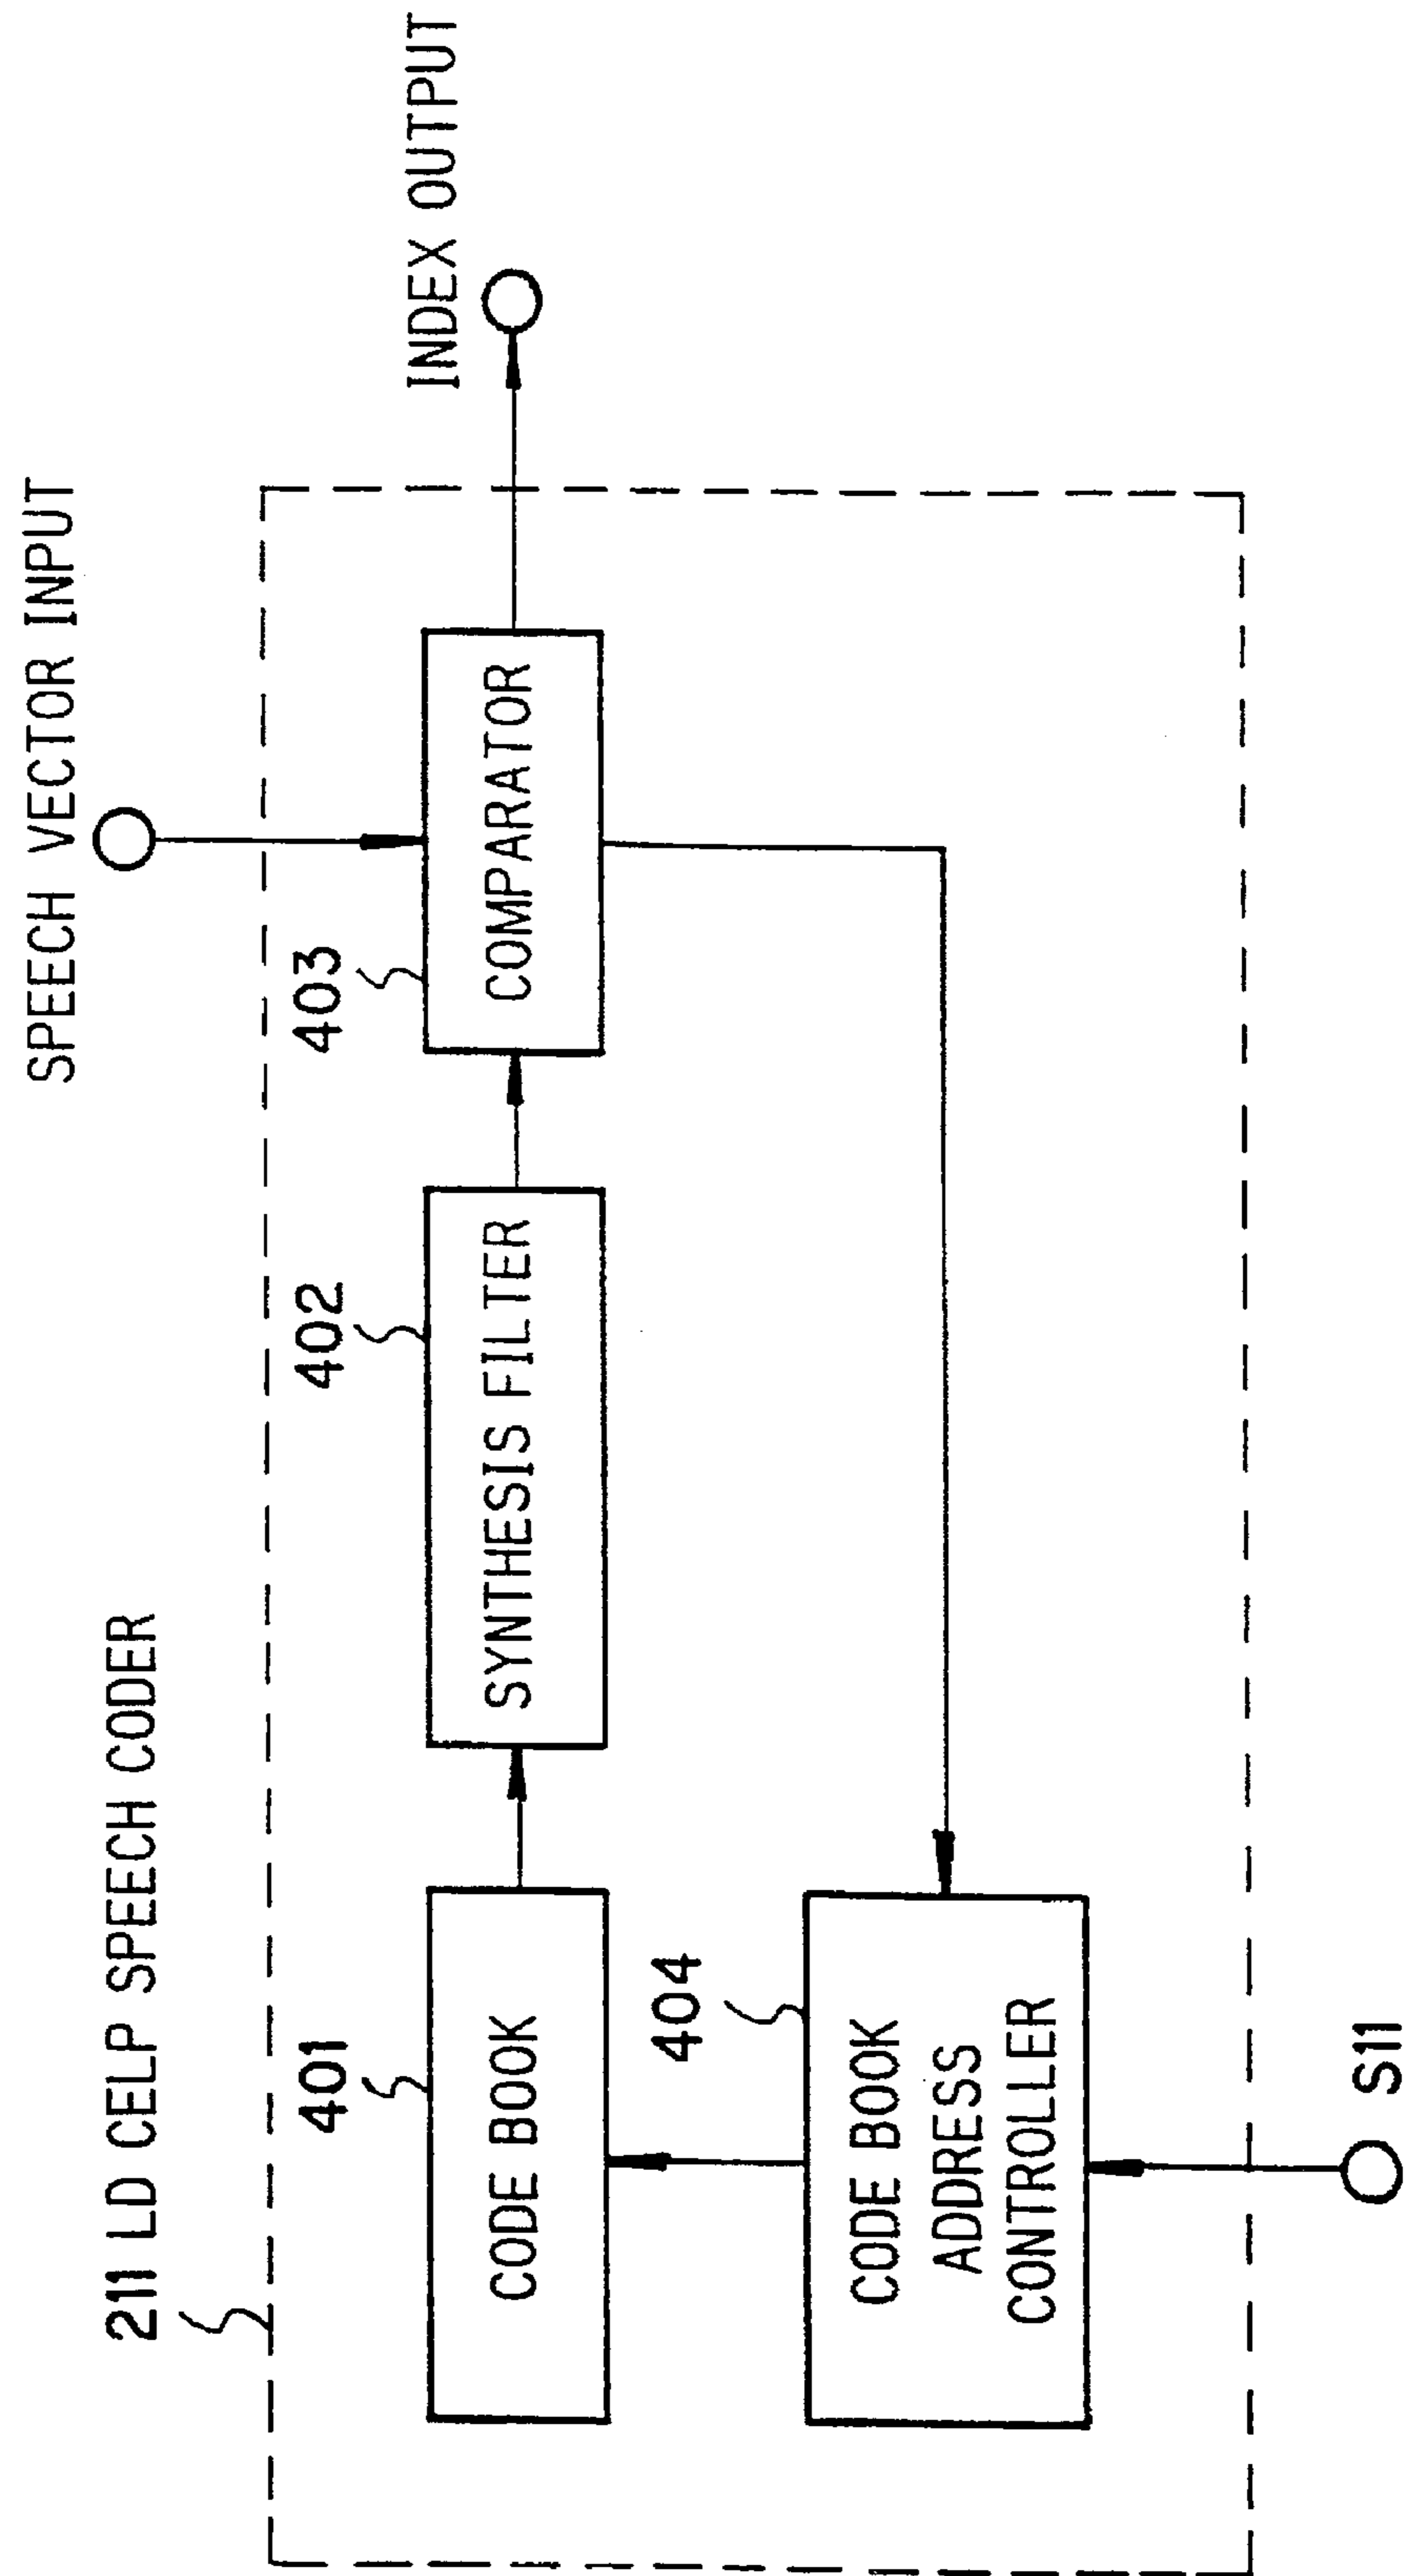 211 LD CELP SPEECH CODER
SPEECH VECTOR INPUT
INDEX OUTPUT
401
402
403
CODE BOOK
SYNTHESIS FILTER
COMPARATOR
404
CODE BOOK
ADDRESS
CONTROLLER
S11